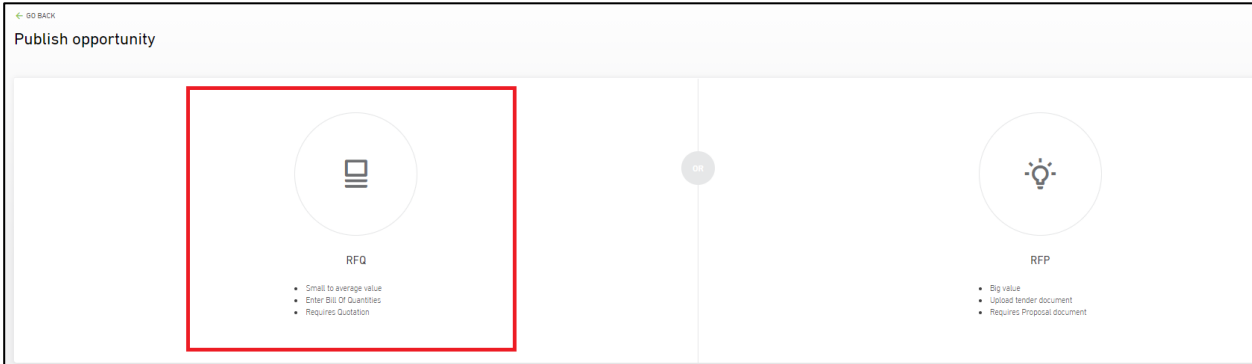 GO BACK
Publish opportunity
OR
RFQ
Small to average value
Enter Bill Of Quantities
Requires Quotation
RFP
Big value
Upload tender document
Requires Proposal document